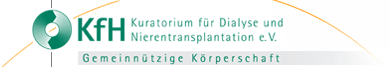 KfH Kuratorium für Dialyse und
Nierentransplantation e.V.
Gemeinnützige Körperschaft